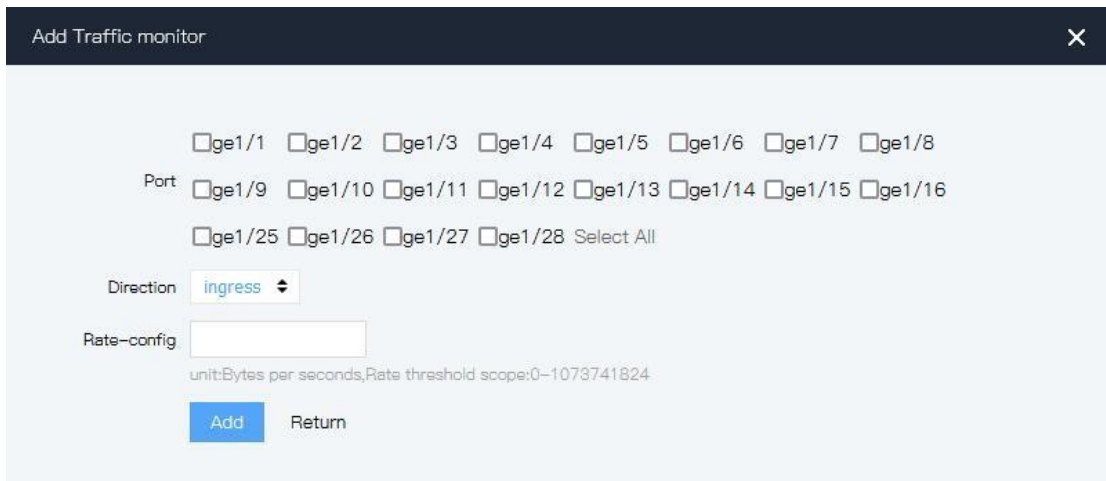 Add Traffic monitor
ge1/1 ge1/2 ge1/3 ge1/4 ge1/5 ge1/6 ge1/7 ge1/8
Port
ge1/9 ge1/10 ge1/11 ge1/12 ge1/13 ge1/14 ge1/15 ge1/16
ge1/25 ge1/26 ge1/27 ge1/28 Select All
Direction ingress
Rate-config
unit:Bytes per seconds,Rate threshold scope:0-1073741824
Add Return